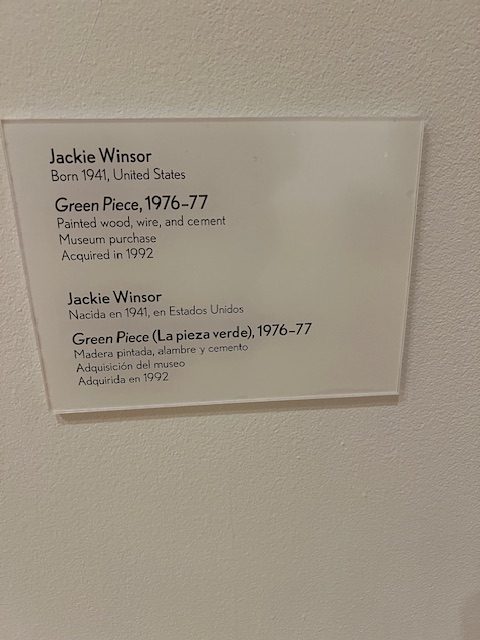 Jackie Winsor
Born 1941, United States
Green Piece, 1976–77
Painted wood, wire, and cement
Museum purchase
Acquired in 1992
Jackie Winsor
Nacida en 1941, en Estados Unidos
Green Piece (La pieza verde), 1976–77
Madera pintada, alambre y cemento
Adquisición del museo
Adquirida en 1992